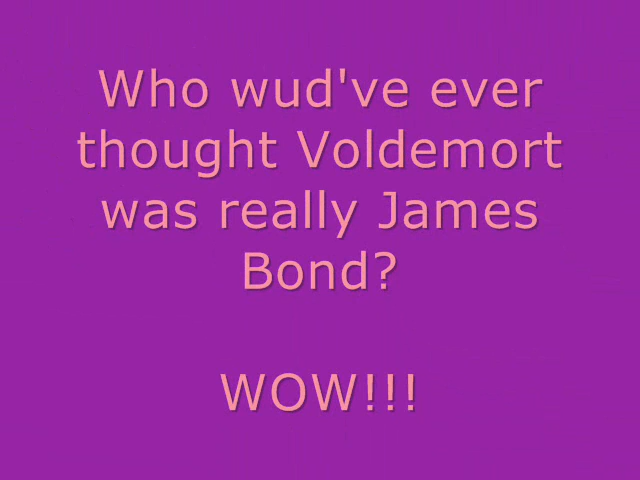 Who wud've ever
thought Voldemort
was really James
Bond?
WOW!!!